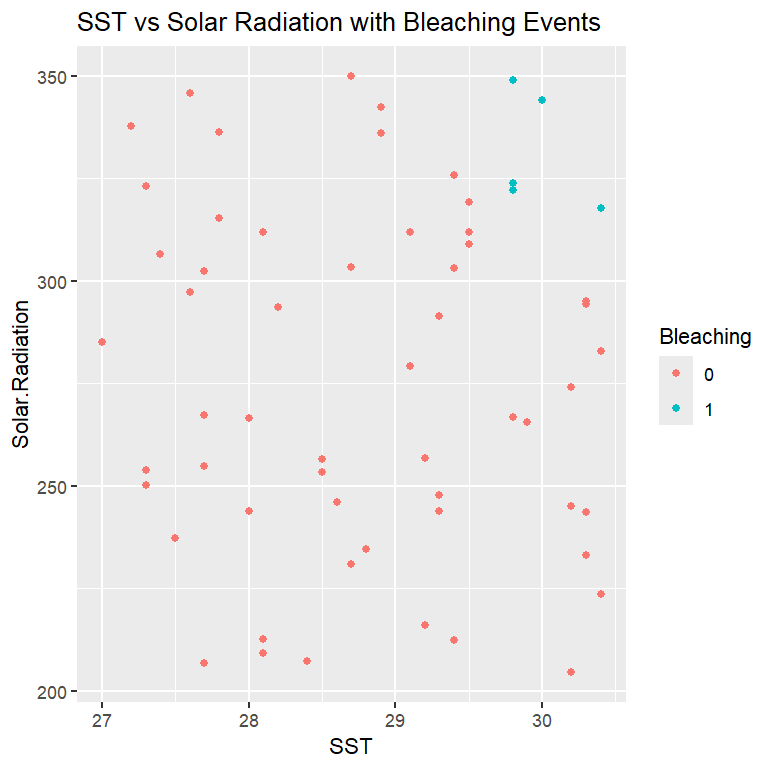 SST vs Solar Radiation with Bleaching Events
350
300
250
200
Solar.Radiation
27 28 29 30
SST
Bleaching
0
1